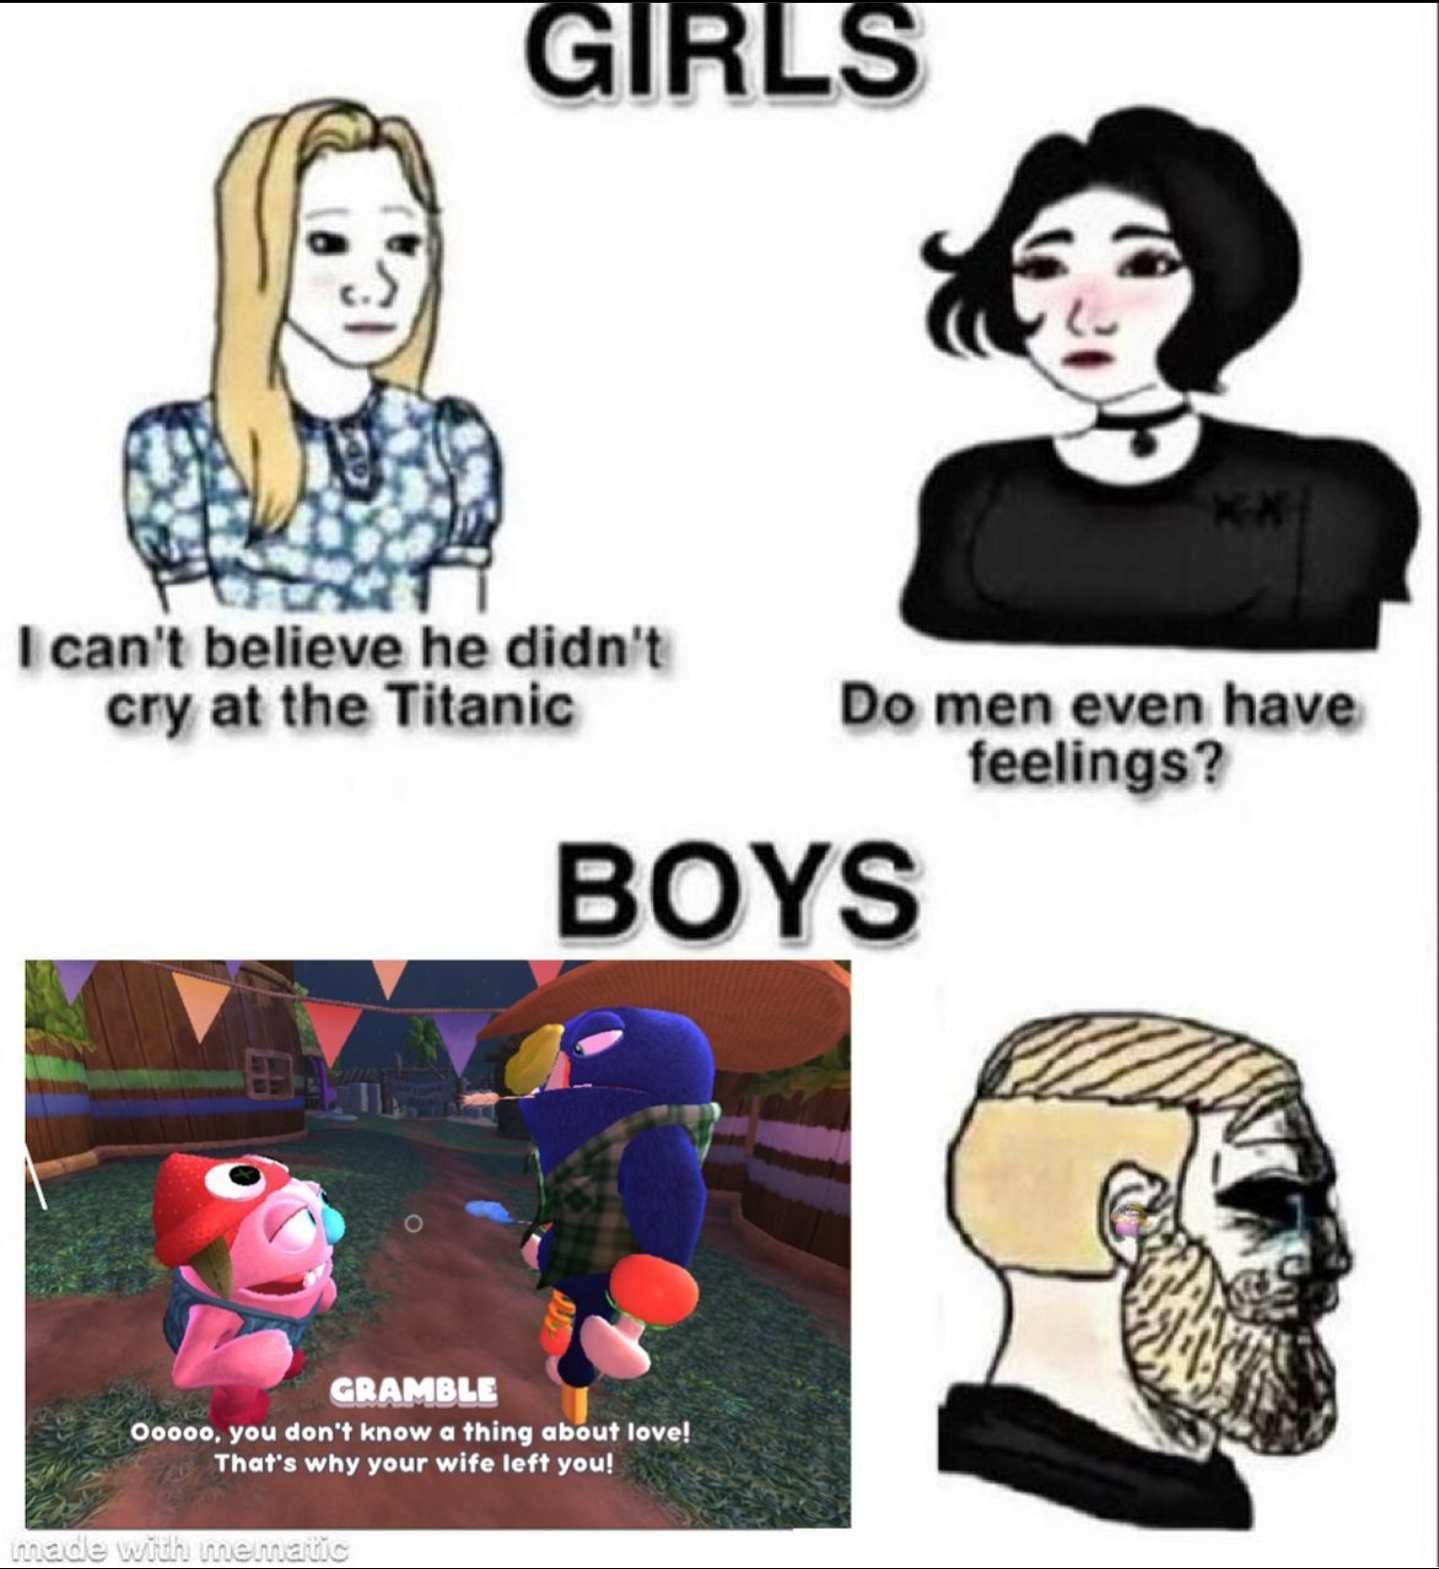 GIRLS
I can't believe he didn't
cry at the Titanic
Do men even have
feelings?
BOYS
GRAMBLE
Ooooo, you don't know a thing about love!
That's why your wife left you!
made with mematic